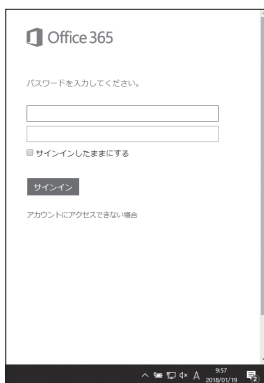 Office 365
パスワードを入力してください。
サインインしたままにする
サインイン
アカウントにアクセスできない場合
A
9:57
2018/01/19
2